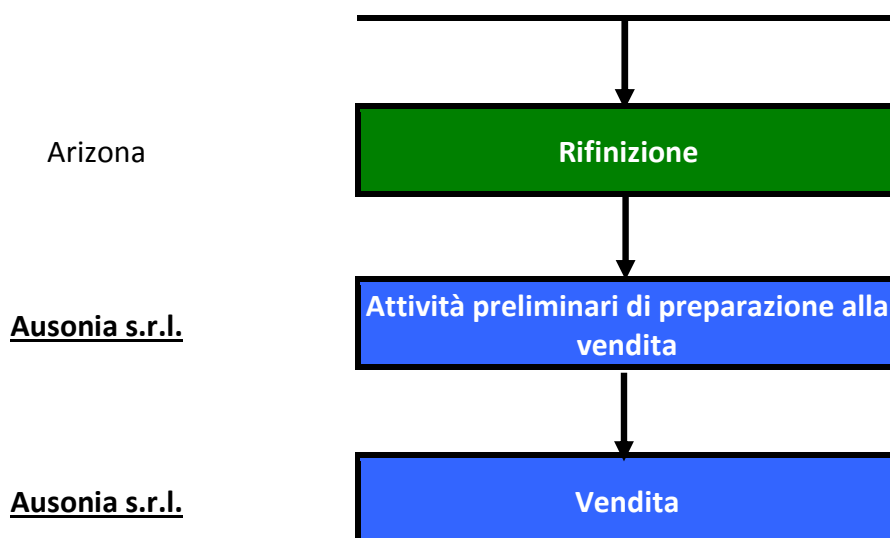 Arizona
Rifinizione
Ausonia s.r.l.
Attività preliminari di preparazione alla
vendita
Ausonia s.r.l.
Vendita